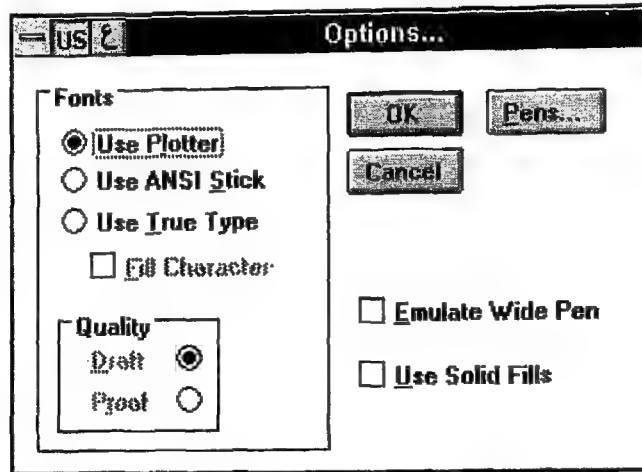 US ع Options...
Fonts
Use Plotter
Use ANSI Stick
Use True Type
Fill Character
Quality
Draft
Proof
OK
Pens...
Cancel
Emulate Wide Pen
Use Solid Fills